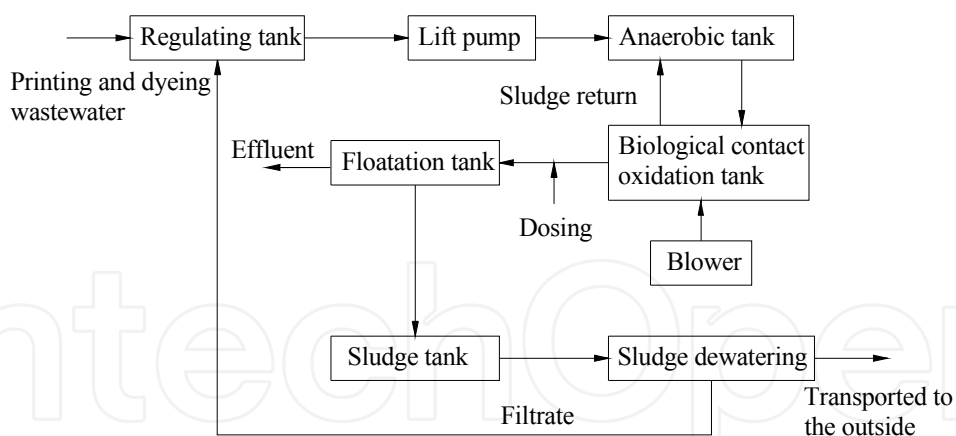 Regulating tank
Lift pump
Anaerobic tank
Printing and dyeing
wastewater
Sludge return
Effluent
Floatation tank
Biological contact
oxidation tank
Dosing
Blower
ntechOpe
Sludge tank
Sludge dewatering
Filtrate
Transported to
the outside